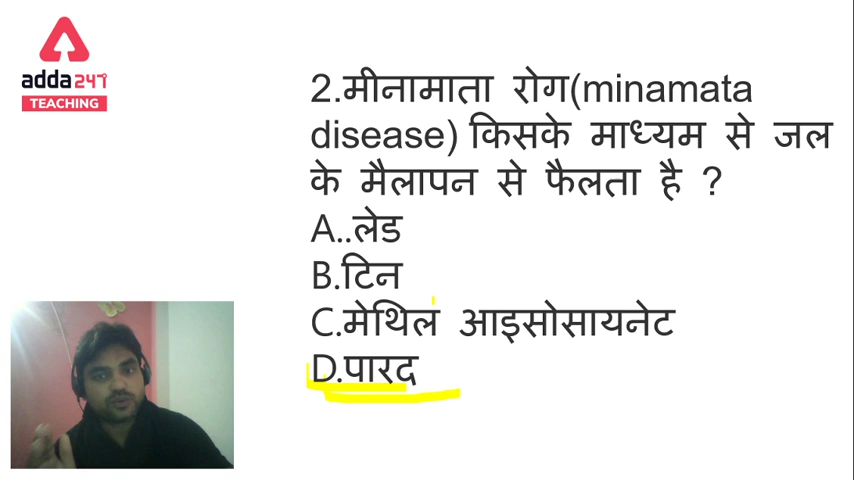 adda247
TEACHING
2.मीनामाता रोग(minamata
disease) किसके माध्यम से जल
के मैलापन से फैलता है ?
A..लेड
B.टिन
C.मेथिल आइसोसायनेट
D.पारद